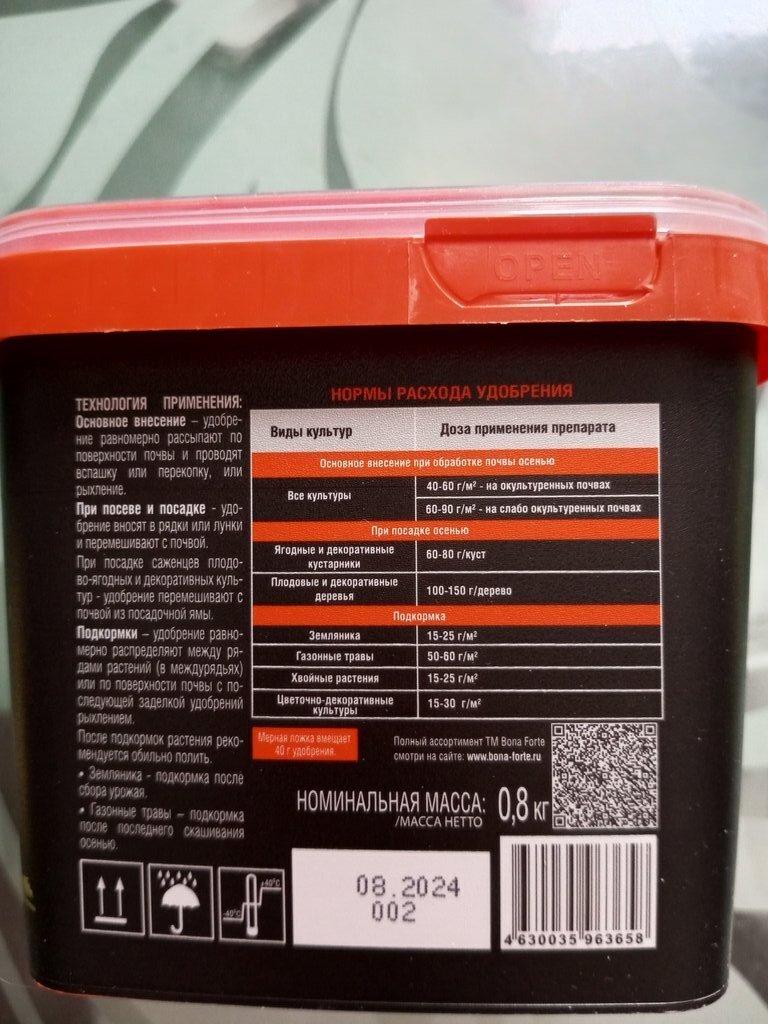 OPEN
ТЕХНОЛОГИЯ ПРИМЕНЕНИЯ:
Основное внесение – удобре-
ние равномерно рассыпают по
поверхности почвы и проводят
вспашку или перекопку, или
рыхление.
При посеве и посадке - удо-
брение вносят в рядки или лунки
и перемешивают с почвой.
При посадке саженцев плодо-
во-ягодных и декоративных куль-
тур - удобрение перемешивают с
почвой из посадочной ямы.
Подкормки – удобрение равно-
мерно распределяют между ря-
дами растений (в междурядьях)
или по поверхности почвы с по-
следующей заделкой удобрений
рыхлением.
После подкормок растения реко-
мендуется обильно полить.
• Земляника - подкормка после
сбора урожая.
• Газонные травы – подкормка
после последнего скашивания
осенью.
НОРМЫ РАСХОДА УДОБРЕНИЯ
Виды культур Доза применения препарата
Основное внесение при обработке почвы осенью
Все культуры
40-60 г/м² - на окультуренных почвах
60-90 г/м² - на слабо окультуренных почвах
При посадке осенью
Ягодные и декоративные
кустарники
60-80 г/куст
Плодовые и декоративные
деревья
100-150 г/дерево
Подкормка
Земляника 15-25 г/м²
Газонные травы 50-60 г/м²
Хвойные растения 15-25 г/м²
Цветочно-декоративные
культуры
15-30 г/м²
Мерная ложка вмещает
40 г удобрения
Полный ассортимент ТМ Bona Forte
смотри на сайте: www.bona-forte.ru
НОМИНАЛЬНАЯ МАССА: 0,8 кг
/МАССА НЕТТО
-40°C
+40°C
08.2024
002
4 630035 963658